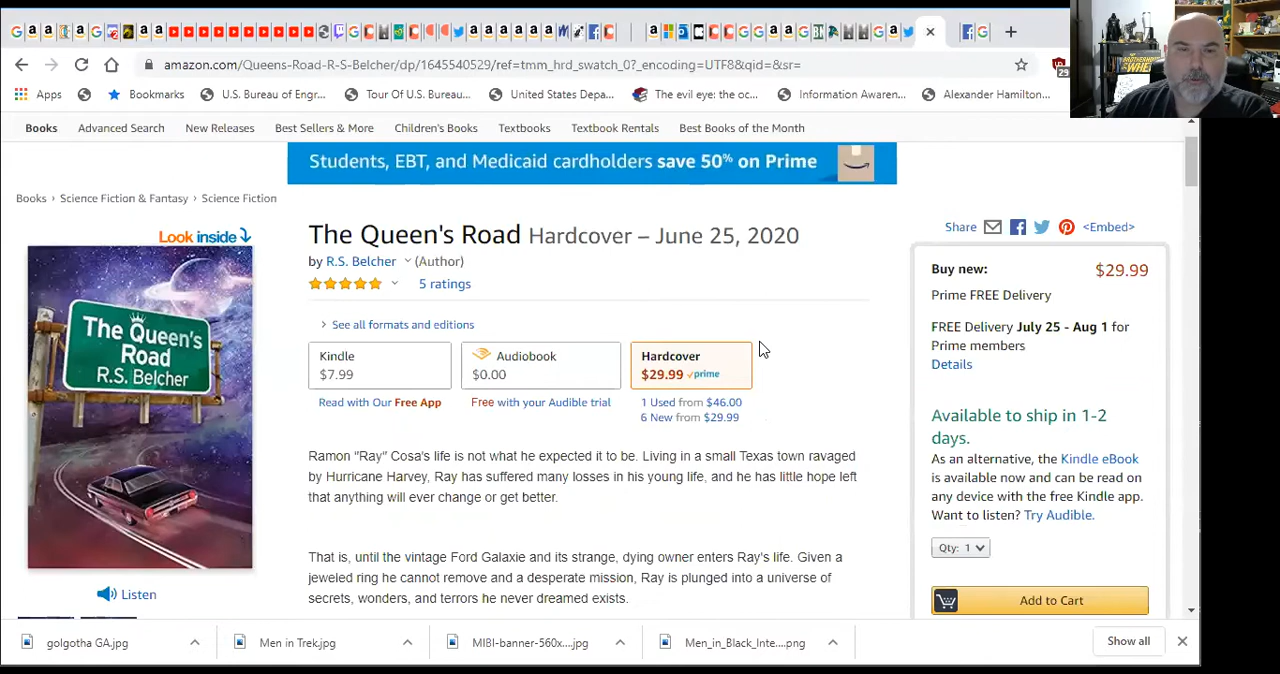 amazon.com/Queens-Road-R-S-Belcher/dp/1645540529/ref=tmm_hrd_swatch_0?_encoding=UTF8&qid=&sr=
29
Apps
Bookmarks
U.S. Bureau of Engr...
Tour Of U.S. Bureau...
United States Depa...
The evil eye: the oc...
Information Awaren...
Alexander Hamilton...
Books
Advanced Search
New Releases
Best Sellers & More
Children's Books
Textbooks
Textbook Rentals
Best Books of the Month
Students, EBT, and Medicaid cardholders save 50% on Prime
Books › Science Fiction & Fantasy › Science Fiction
Look inside
The Queen's
Road
R.S. Belcher
Listen
The Queen's Road Hardcover – June 25, 2020
by R.S. Belcher (Author)
5 ratings
See all formats and editions
Kindle
$7.99
Audiobook
$0.00
Hardcover
$29.99 prime
Read with Our Free App
Free with your Audible trial
1 Used from $46.00
6 New from $29.99
Ramon "Ray" Cosa's life is not what he expected it to be. Living in a small Texas town ravaged
by Hurricane Harvey, Ray has suffered many losses in his young life, and he has little hope left
that anything will ever change or get better.
That is, until the vintage Ford Galaxie and its strange, dying owner enters Ray's life. Given a
jeweled ring he cannot remove and a desperate mission, Ray is plunged into a universe of
secrets, wonders, and terrors he never dreamed exists.
Share
<Embed>
Buy new:
$29.99
Prime FREE Delivery
FREE Delivery July 25 - Aug 1 for
Prime members
Details
Available to ship in 1-2
days.
As an alternative, the Kindle eBook
is available now and can be read on
any device with the free Kindle app.
Want to listen? Try Audible.
Qty: 1
Add to Cart
golgotha GA.jpg
Men in Trek.jpg
MIBI-banner-560x....jpg
Men_in_Black_Inte....png
Show all